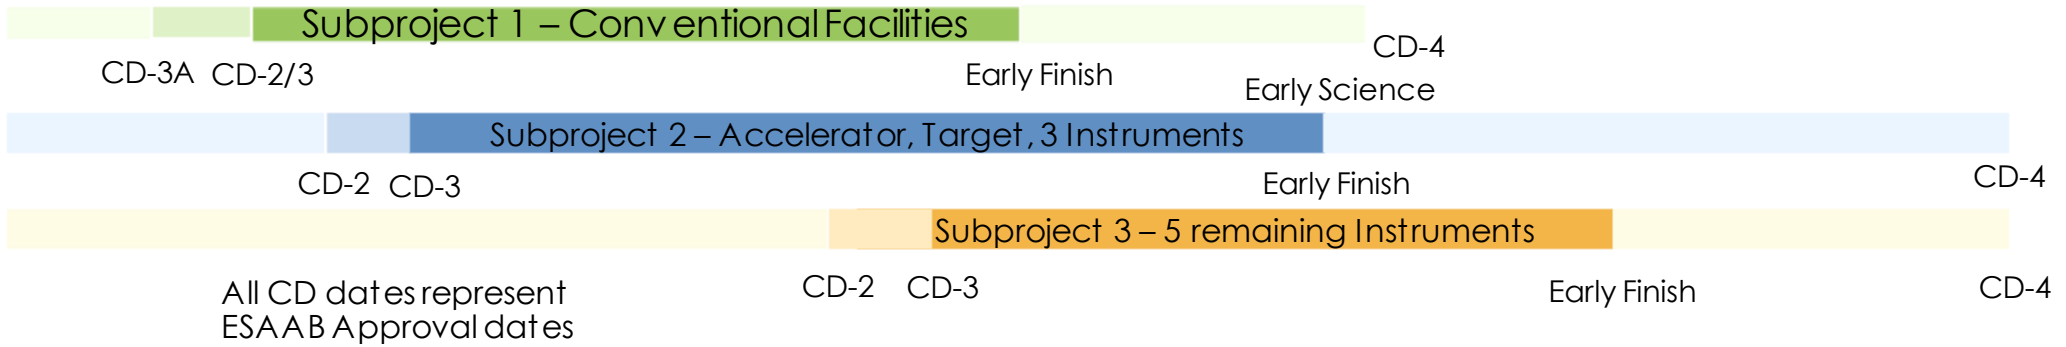 Subproject 1 – Conventional Facilities
CD-4
CD-3A CD-2/3 Early Finish
Early Science
Subproject 2 – Accelerator, Target, 3 Instruments
CD-2 CD-3 Early Finish CD-4
Subproject 3 – 5 remaining Instruments
CD-2 CD-3 Early Finish CD-4
All CD dates represent
ESAAB Approval dates